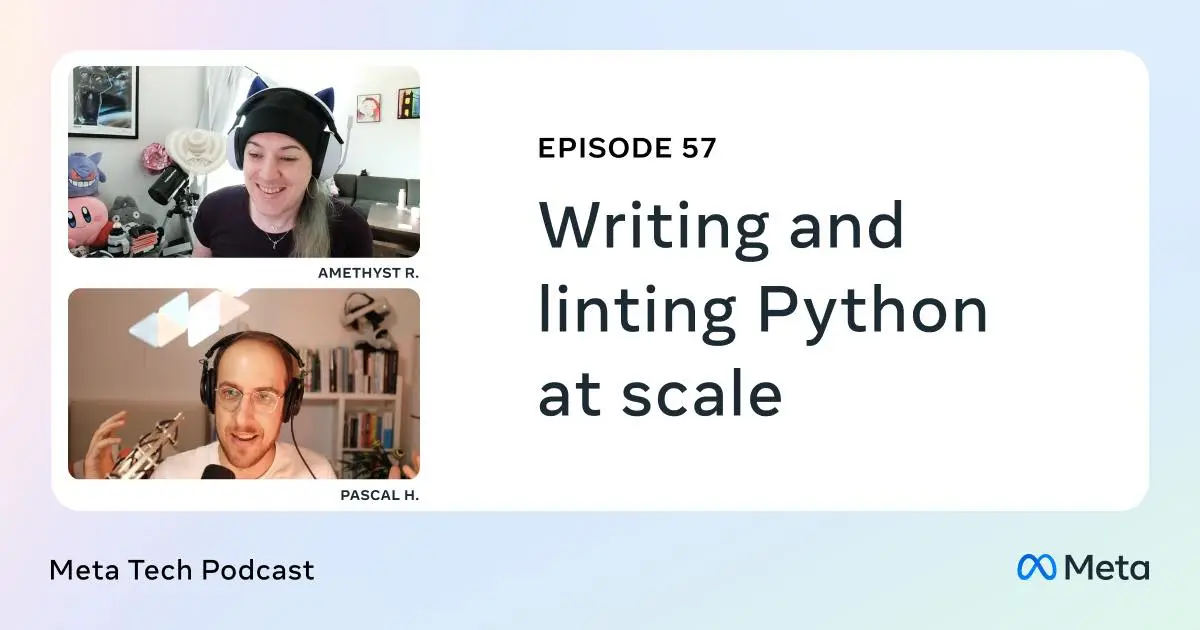 AMETHYST R.
PASCAL H.
EPISODE 57
Writing and
linting Python
at scale
Meta Tech Podcast
Meta